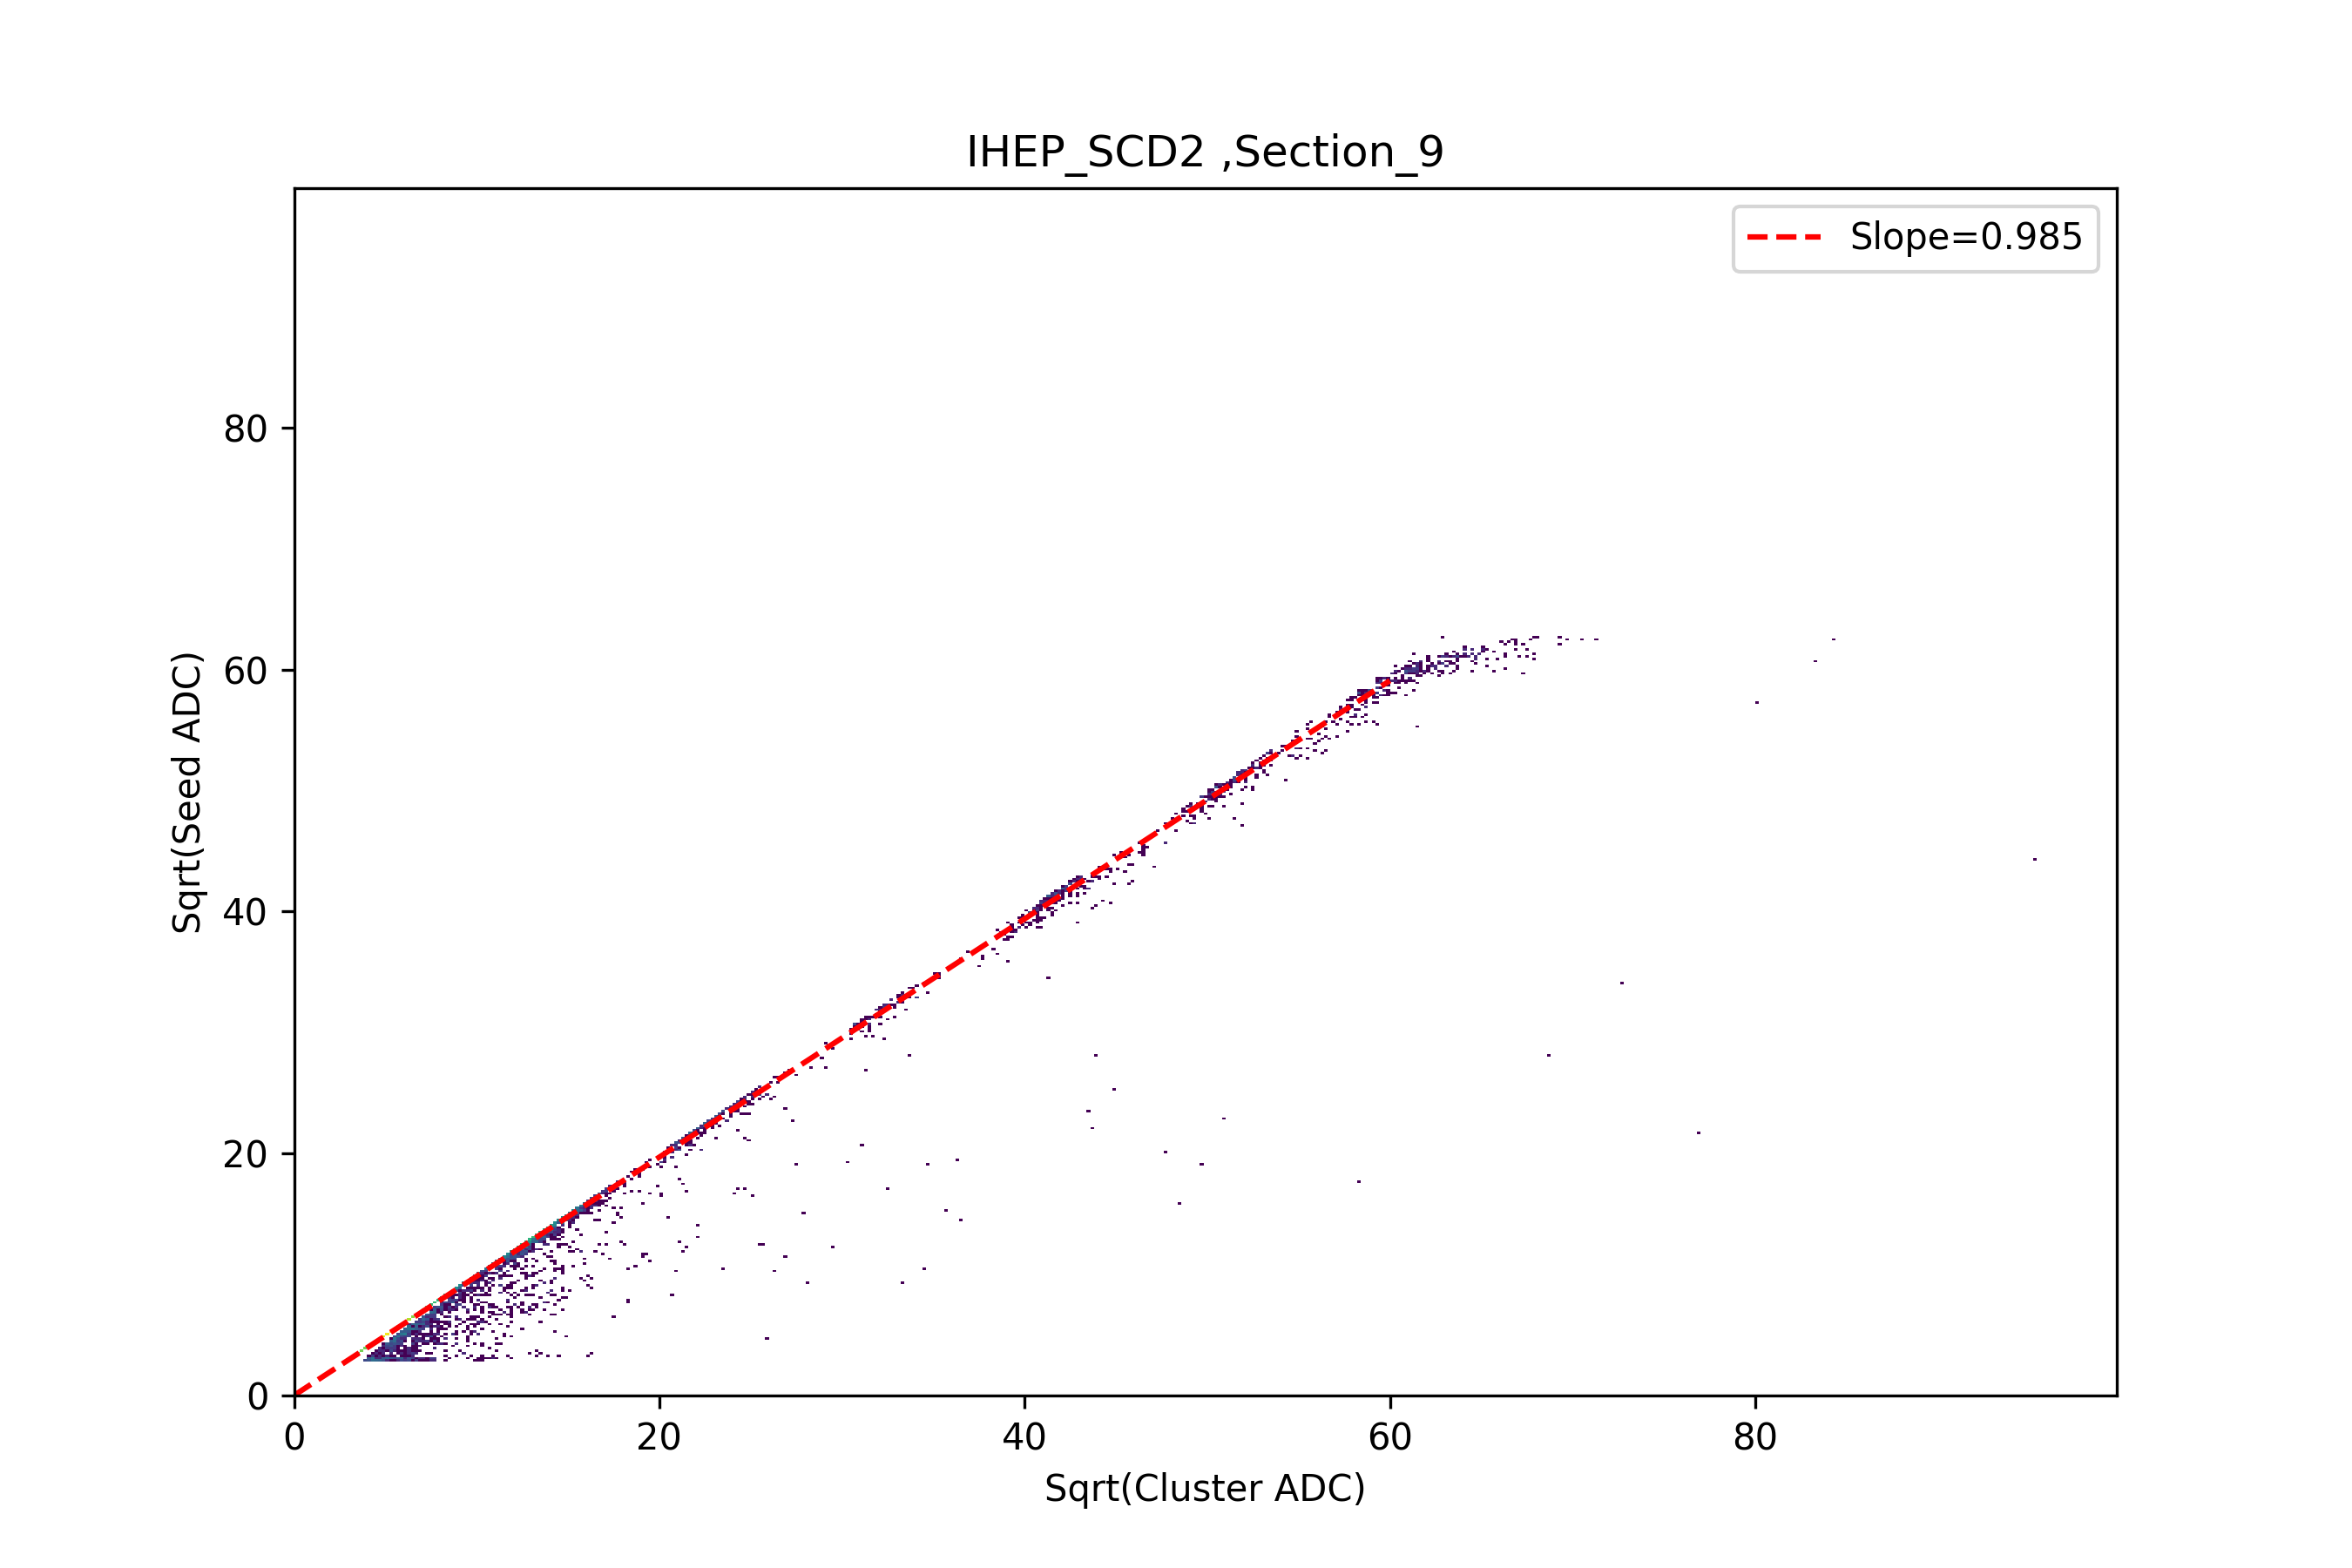 IHEP_SCD2 ,Section_9
Slope=0.985
Sqrt(Seed ADC)
80
60
40
20
0
0 20 40 60 80
Sqrt(Cluster ADC)